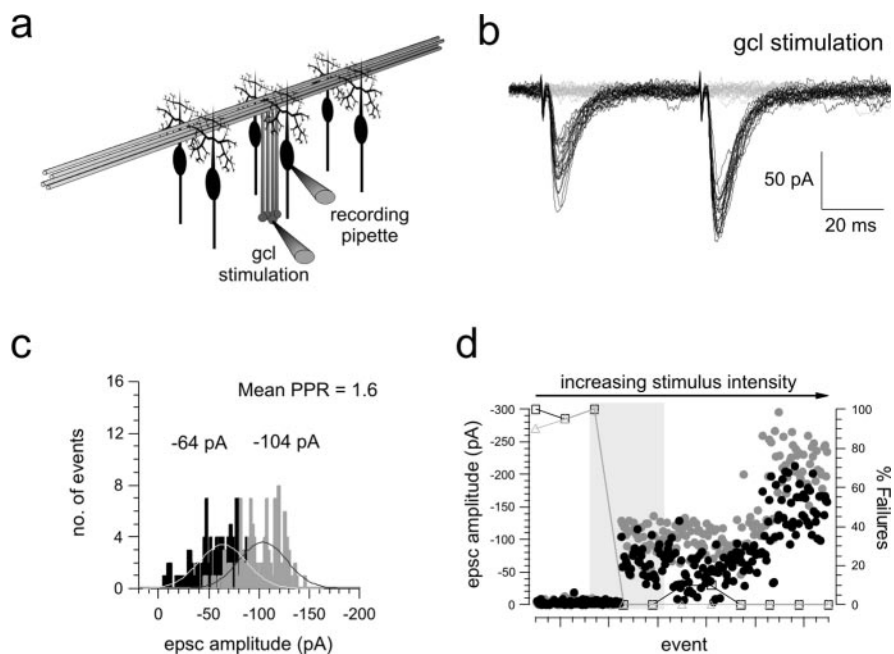 a
recording
pipette
gcl
stimulation
b
gcl stimulation
50 pA
20 ms
c
16
12
8
4
0
no. of events
Mean PPR = 1.6
-64 pA
-104 pA
0
-50
-100
-150
-200
epsc amplitude (pA)
d
increasing stimulus intensity
-300
-250
-200
-150
-100
-50
0
epsc amplitude (pA)
100
80
60
40
20
0
% Failures
event